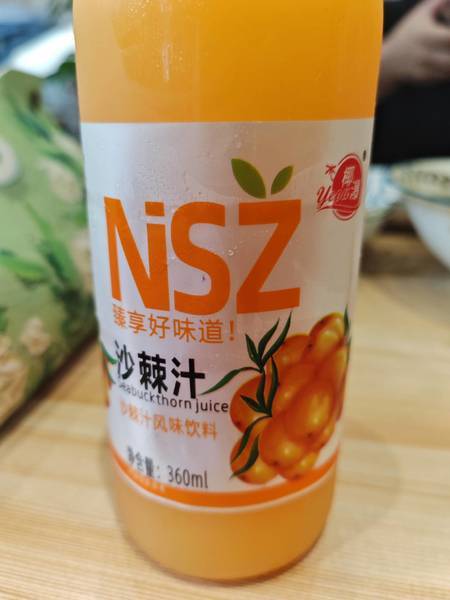 NiSZ
臻享好味道！
沙棘汁
Seabuckthorn juice
沙棘汁风味饮料
净含量：360ml